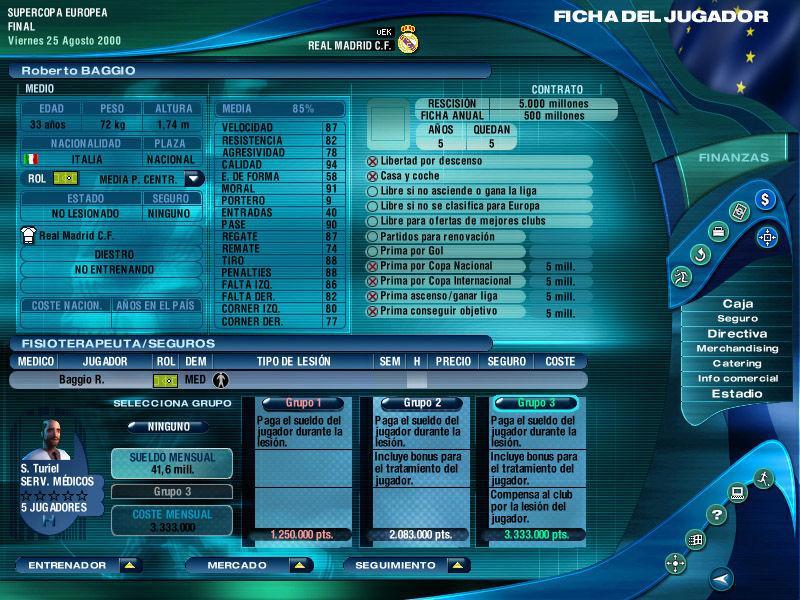 SUPERCOPA EUROPEA
FINAL
Viernes 25 Agosto 2000
UEK
REAL MADRID C.F.
FICHA DEL JUGADOR
Roberto BAGGIO
MEDIO
EDAD PESO ALTURA
33 años 72 kg 1,74 m
NACIONALIDAD PLAZA
ITALIA NACIONAL
ROL MEDIA P. CENTR.
ESTADO SEGURO
NO LESIONADO NINGUNO
Real Madrid C.F.
DIESTRO
NO ENTRENANDO
COSTE NACION. AÑOS EN EL PAÍS
MEDIA 85%
VELOCIDAD 87
RESISTENCIA 82
AGRESIVIDAD 78
CALIDAD 94
E. DE FORMA 58
MORAL 91
PORTERO 9
ENTRADAS 40
PASE 90
REGATE 87
REMATE 74
TIRO 88
PENALTIES 88
FALTA IZQ. 86
FALTA DER. 82
CORNER IZQ. 80
CORNER DER. 77
CONTRATO
RESCISIÓN 5.000 millones
FICHA ANUAL 500 millones
AÑOS QUEDAN
5 5
Libertad por descenso
Casa y coche
Libre si no asciende o gana la liga
Libre si no se clasifica para Europa
Libre para ofertas de mejores clubs
Partidos para renovación
Prima por Gol
Prima por Copa Nacional 5 mill.
Prima por Copa Internacional 5 mill.
Prima ascenso/ganar liga 5 mill.
Prima conseguir objetivo 5 mill.
FINANZAS
$
Caja
Seguro
Directiva
Merchandising
Catering
Info comercial
Estadio
FISIOTERAPEUTA/SEGUROS
MEDICO JUGADOR ROL DEM TIPO DE LESIÓN SEM H PRECIO SEGURO COSTE
Baggio R. MED
SELECCIONA GRUPO
NINGUNO
SUELDO MENSUAL
41,6 mill.
Grupo 3
COSTE MENSUAL
3.333.000
S. Turiel
SERV. MÉDICOS
5 JUGADORES
Grupo 1
Paga el sueldo del
jugador durante la
lesión.
1.250.000 pts.
Grupo 2
Paga el sueldo del
jugador durante la
lesión.
Incluye bonus para
el tratamiento del
jugador.
2.083.000 pts.
Grupo 3
Paga el sueldo del
jugador durante la
lesión.
Incluye bonus para
el tratamiento del
jugador.
Compensa al club
por la lesión del
jugador.
3.333.000 pts.
?
ENTRENADOR MERCADO SEGUIMIENTO